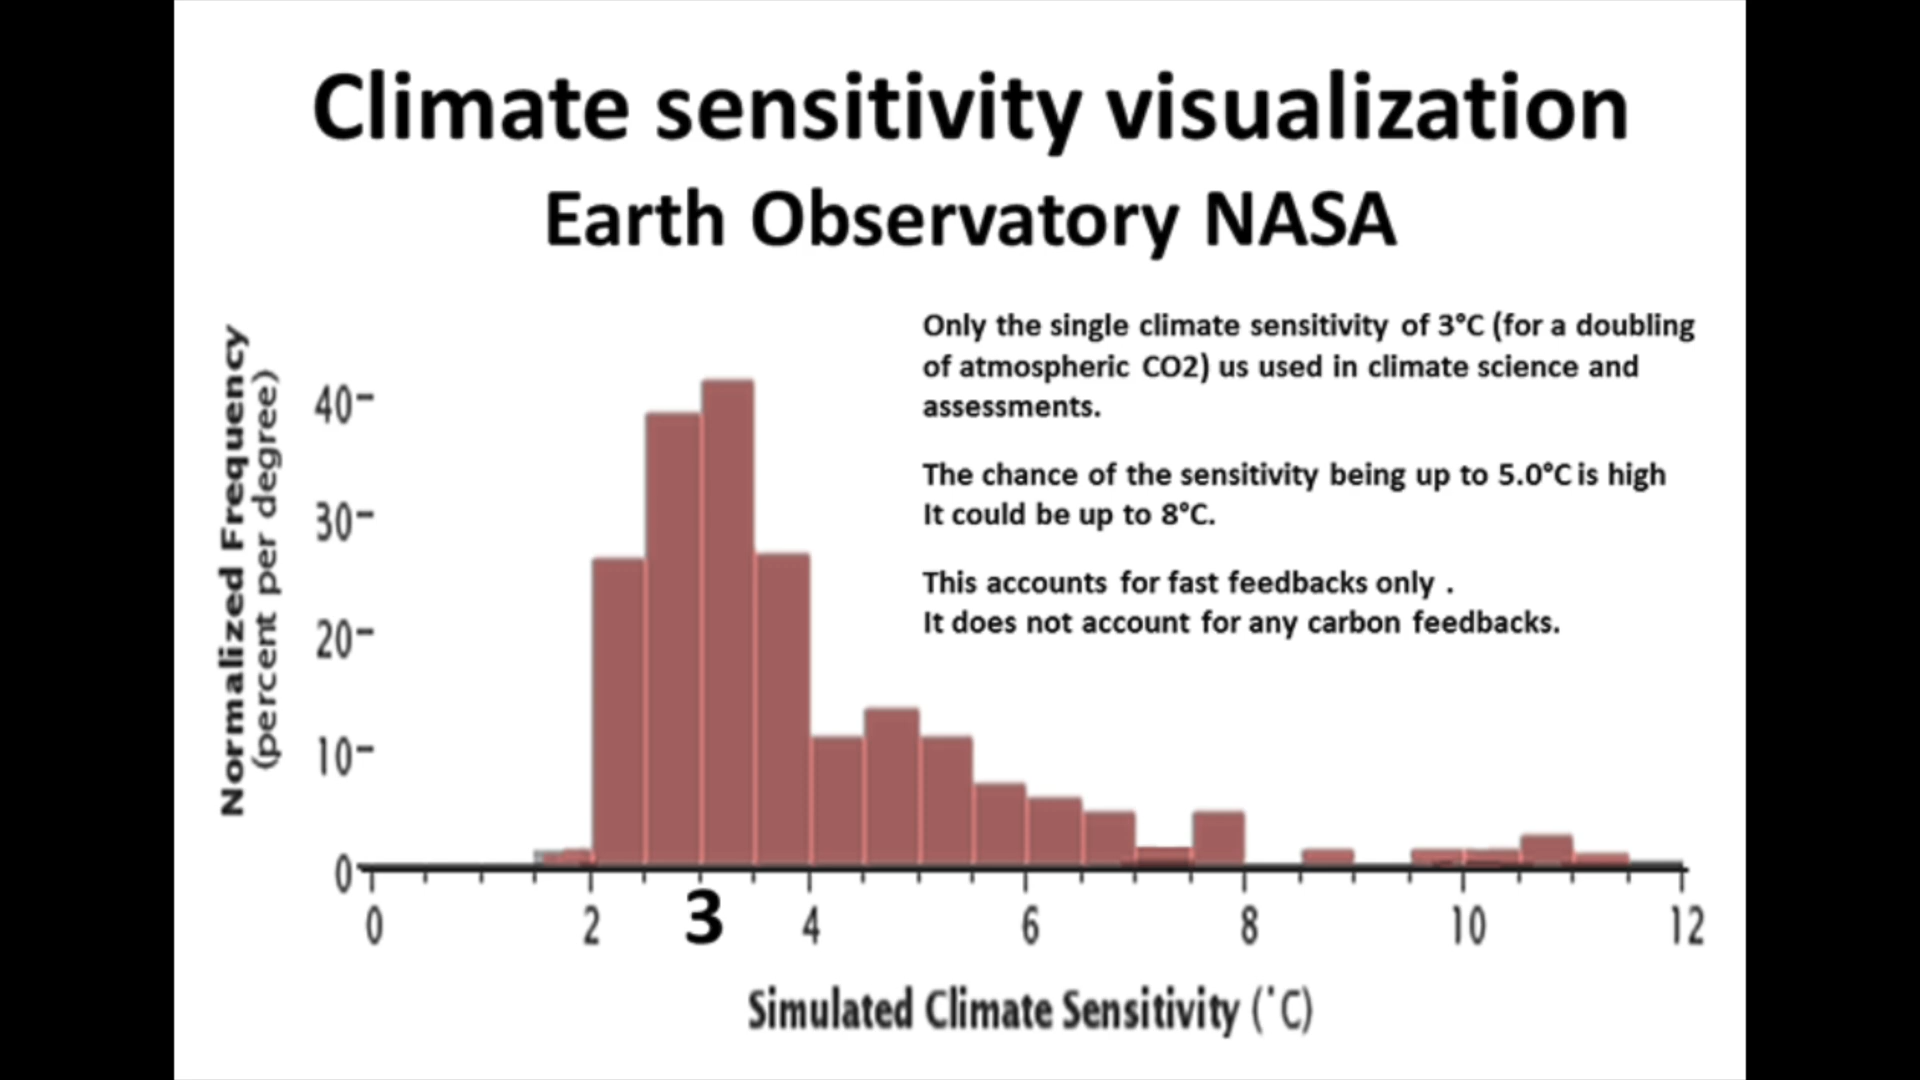 Climate sensitivity visualization
Earth Observatory NASA
Only the single climate sensitivity of 3°C (for a doubling
of atmospheric CO2) us used in climate science and
assessments.
The chance of the sensitivity being up to 5.0°C is high
It could be up to 8°C.
This accounts for fast feedbacks only .
It does not account for any carbon feedbacks.
Normalized Frequency
(percent per degree)
40
30
20
10
0
0 2 3 4 6 8 10 12
Simulated Climate Sensitivity (°C)